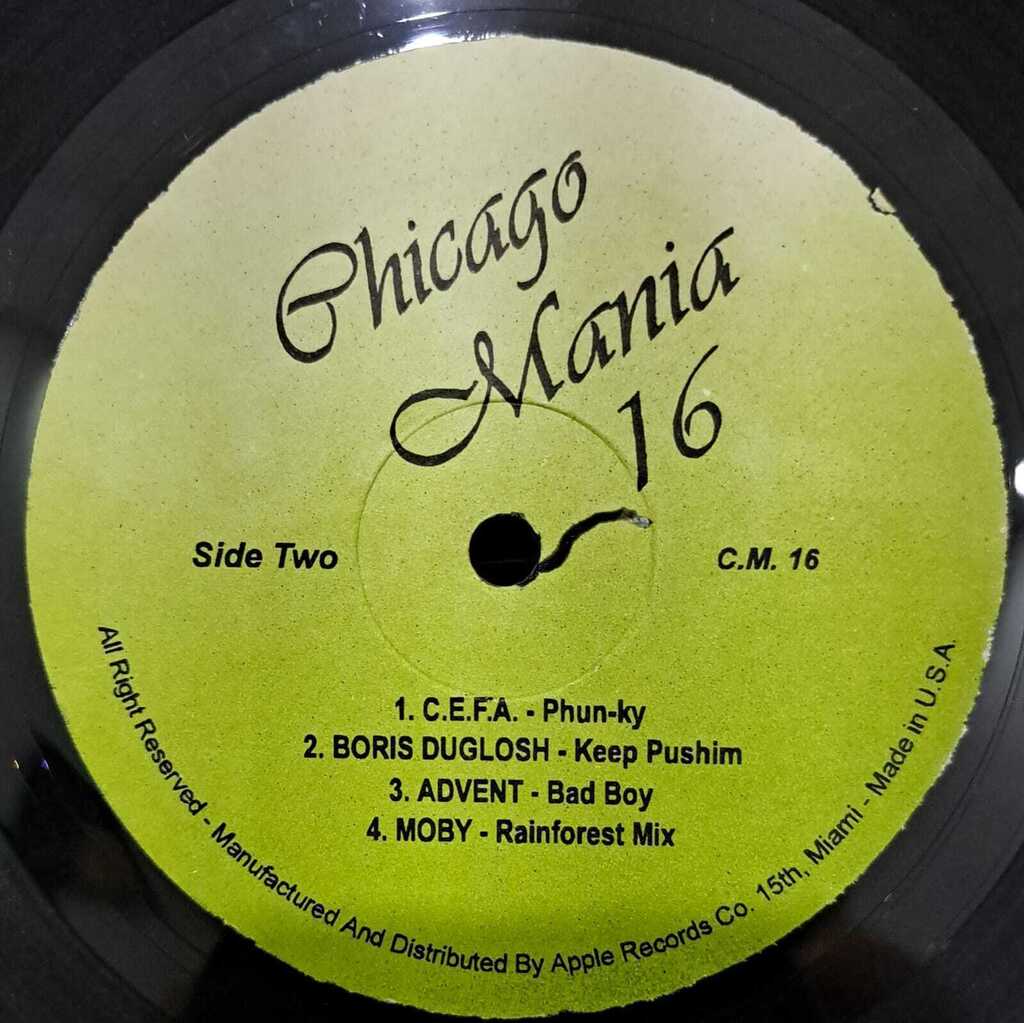 Chicago
Mania
16
Side Two
C.M. 16
1. C.E.F.A. - Phun-ky
2. BORIS DUGLOSH - Keep Pushim
3. ADVENT - Bad Boy
4. MOBY - Rainforest Mix
All Right Reserved - Manufactured And Distributed By Apple Records Co. 15th, Miami - Made in U.S.A.